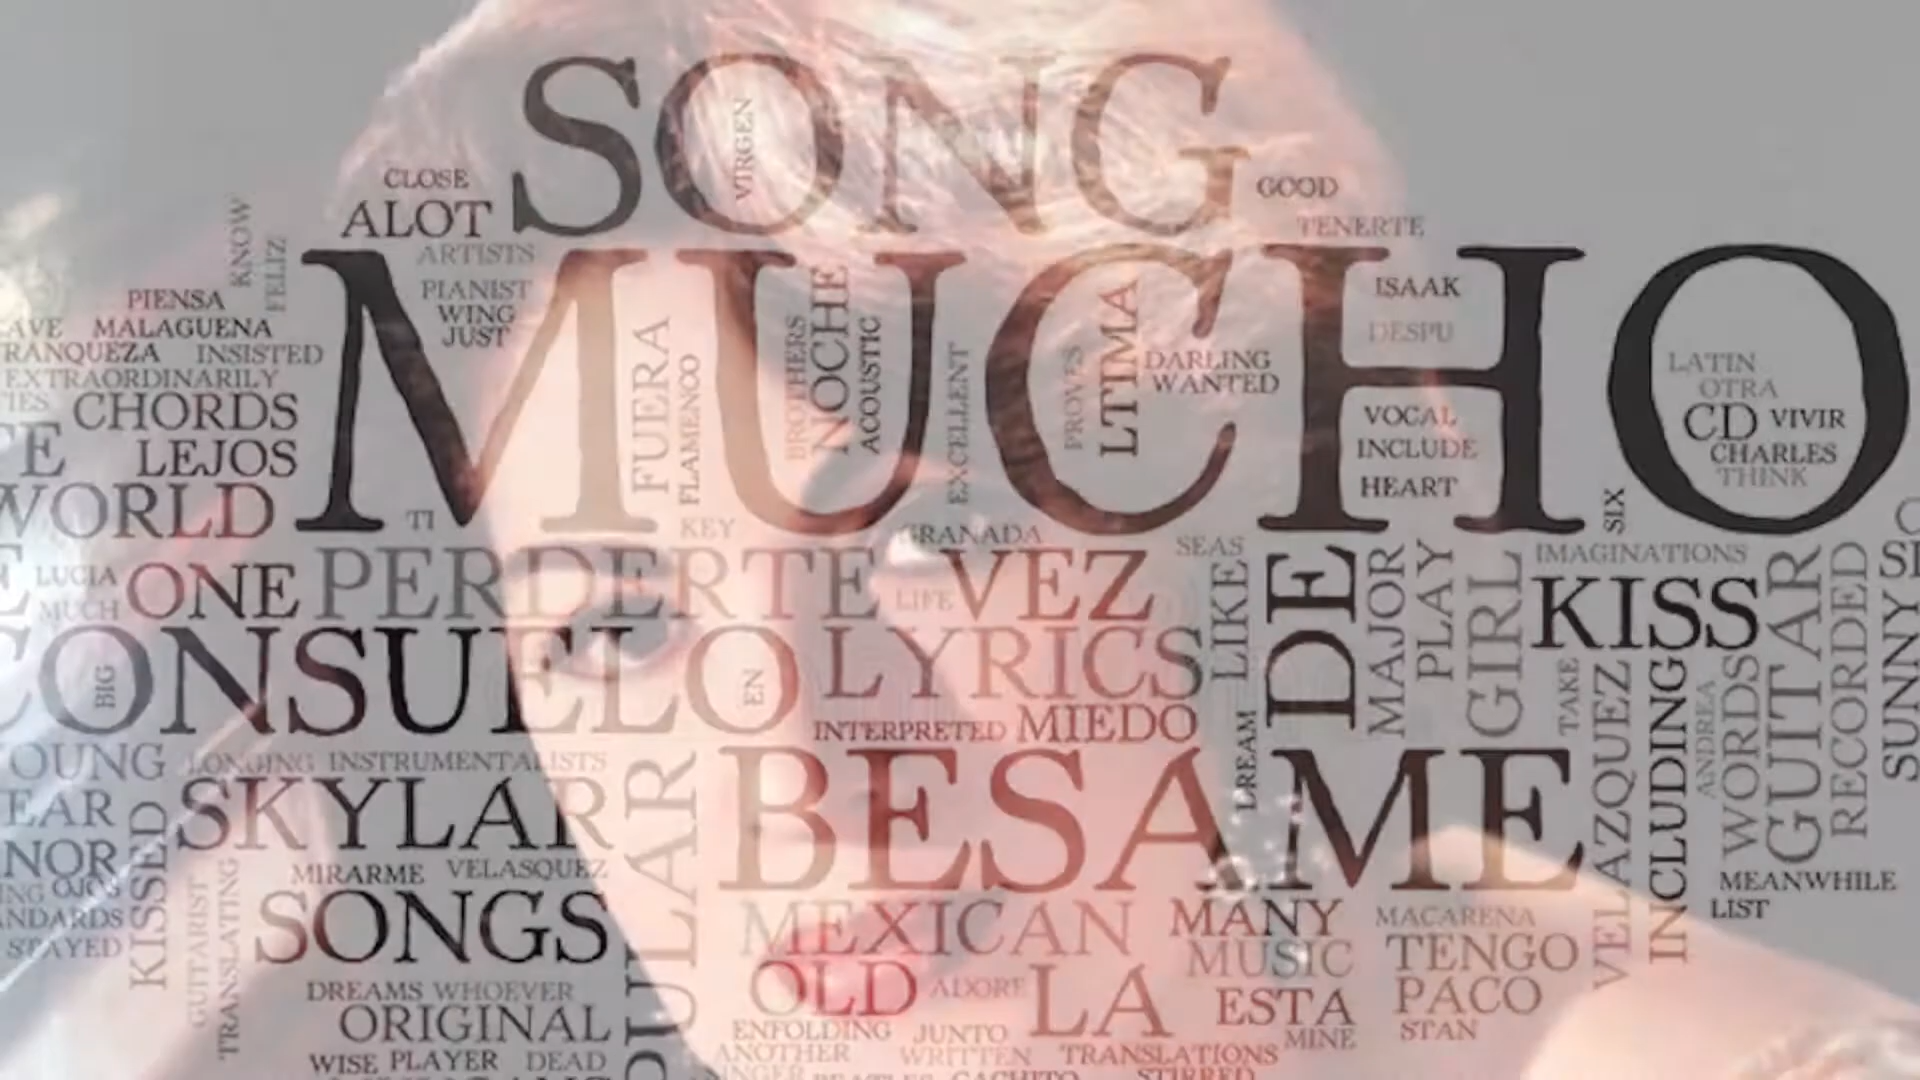 SONG
VIRGEN
CLOSE
GOOD
ALOT
TENERTE
KNOW
FELIZ
ARTISTS
MUCHO
PIENSA
PIANIST
ISAAK
MALAGUENA
WING
JUST
DESPU
INSISTED
EXTRAORDINARILY
CHORDS
LEJOS
WORLD
FUERA
FLAMENCO
BROTHERS
NOCHE
ACOUSTIC
EXCELLENT
PROVES
LTIMA
DARLING
WANTED
VOCAL
INCLUDE
HEART
LATIN
OTRA
CD VIVIR
CHARLES
THINK
SIX
TI
KEY
GRANADA
SEAS
IMAGINATIONS
LUCIA
MUCH
ONE
PERDERTE
LIFE
VEZ
LIKE
DE
MAJOR
PLAY
GIRL
KISS
GUITAR
RECORDED
SUNNY
CONSUELO
BIG
EN
LYRICS
INTERPRETED
MIEDO
TAKE
VELAZQUEZ
INCLUDING
ANDREA
WORDS
LONGING
INSTRUMENTALISTS
SKYLAR
BESAME
KISSED
MIRARME
VELASQUEZ
OJOS
STAYED
GUITARIST
TRANSLATING
SONGS
MEXICAN
MANY
MACARENA
MEANWHILE
LIST
MUSIC
TENGO
OLD
ADORE
LA
ESTA
PACO
DREAMS
WHOEVER
ORIGINAL
ENFOLDING
JUNTO
MINE
STAN
WISE
PLAYER
DEAD
ANOTHER
WRITTEN
TRANSLATIONS